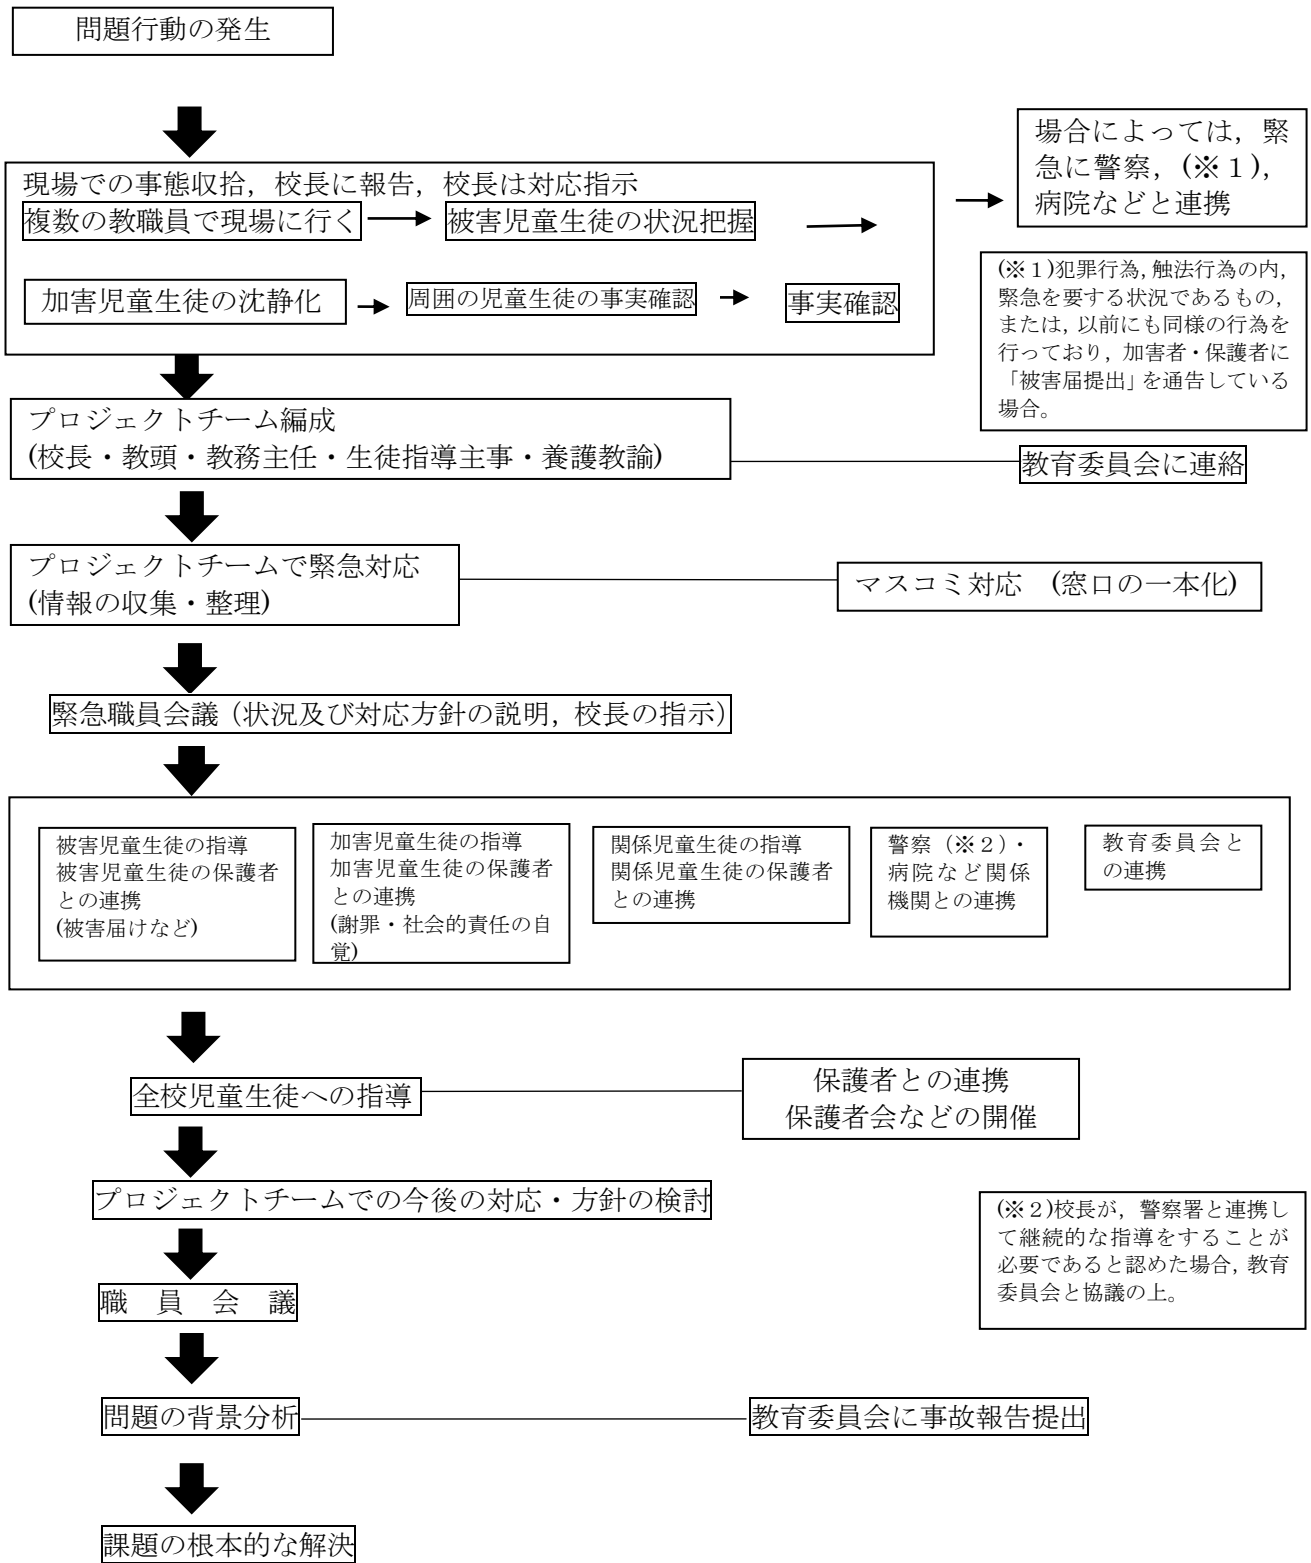 問題行動の発生
現場での事態収拾，校長に報告，校長は対応指示
複数の教職員で現場に行く
被害児童生徒の状況把握
加害児童生徒の沈静化
周囲の児童生徒の事実確認
事実確認
場合によっては，緊
急に警察，(※１)，
病院などと連携
(※１)犯罪行為，触法行為の内，
緊急を要する状況であるもの，
または，以前にも同様の行為を
行っており，加害者・保護者に
「被害届提出」を通告している
場合。
プロジェクトチーム編成
(校長・教頭・教務主任・生徒指導主事・養護教諭)
教育委員会に連絡
プロジェクトチームで緊急対応
(情報の収集・整理)
マスコミ対応　(窓口の一本化)
緊急職員会議（状況及び対応方針の説明，校長の指示）
被害児童生徒の指導
被害児童生徒の保護者
との連携
(被害届けなど)
加害児童生徒の指導
加害児童生徒の保護者
との連携
(謝罪・社会的責任の自
覚)
関係児童生徒の指導
関係児童生徒の保護者
との連携
警察（※２）・
病院など関係
機関との連携
教育委員会と
の連携
全校児童生徒への指導
保護者との連携
保護者会などの開催
プロジェクトチームでの今後の対応・方針の検討
(※２)校長が，警察署と連携し
て継続的な指導をすることが
必要であると認めた場合，教育
委員会と協議の上。
職　員　会　議
問題の背景分析
教育委員会に事故報告提出
課題の根本的な解決